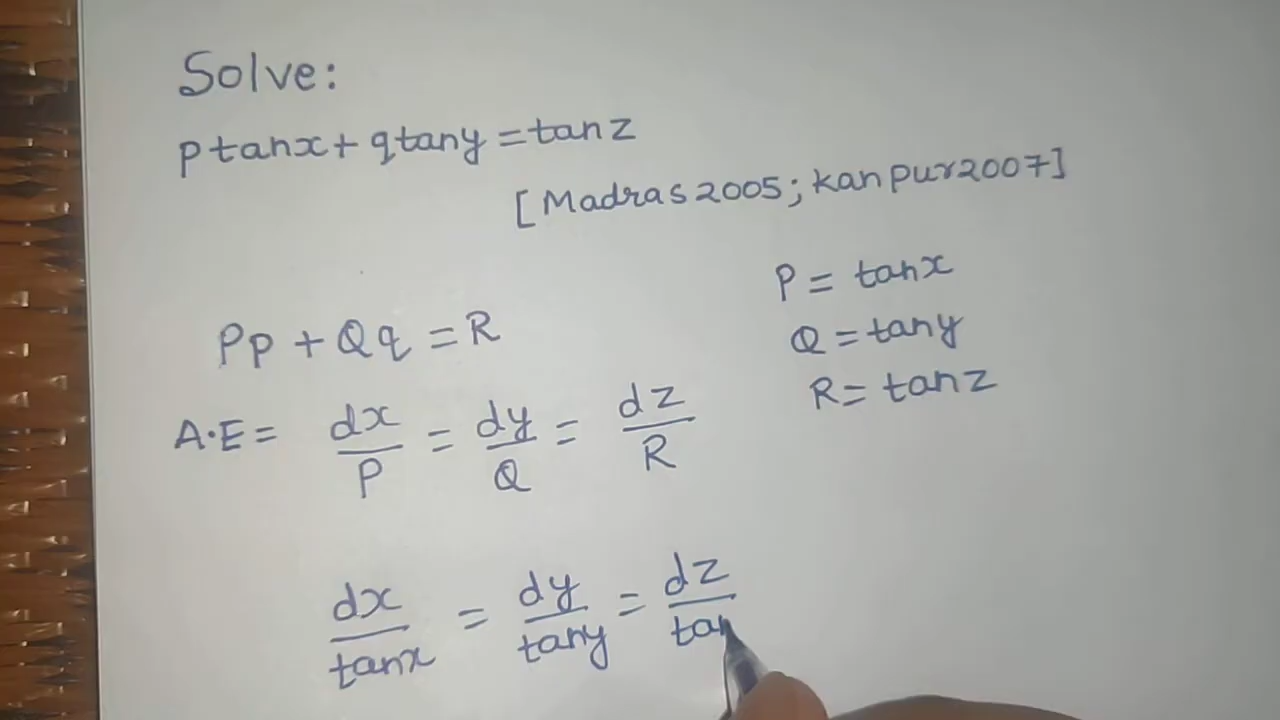 Solve:
p tanx + q tany = tanz
[Madras 2005; kanpur 2007]
P = tanx
Q = tany
R = tanz
Pp + Qq = R
A.E = dx/P = dy/Q = dz/R
dx/tanx = dy/tany = dz/tan